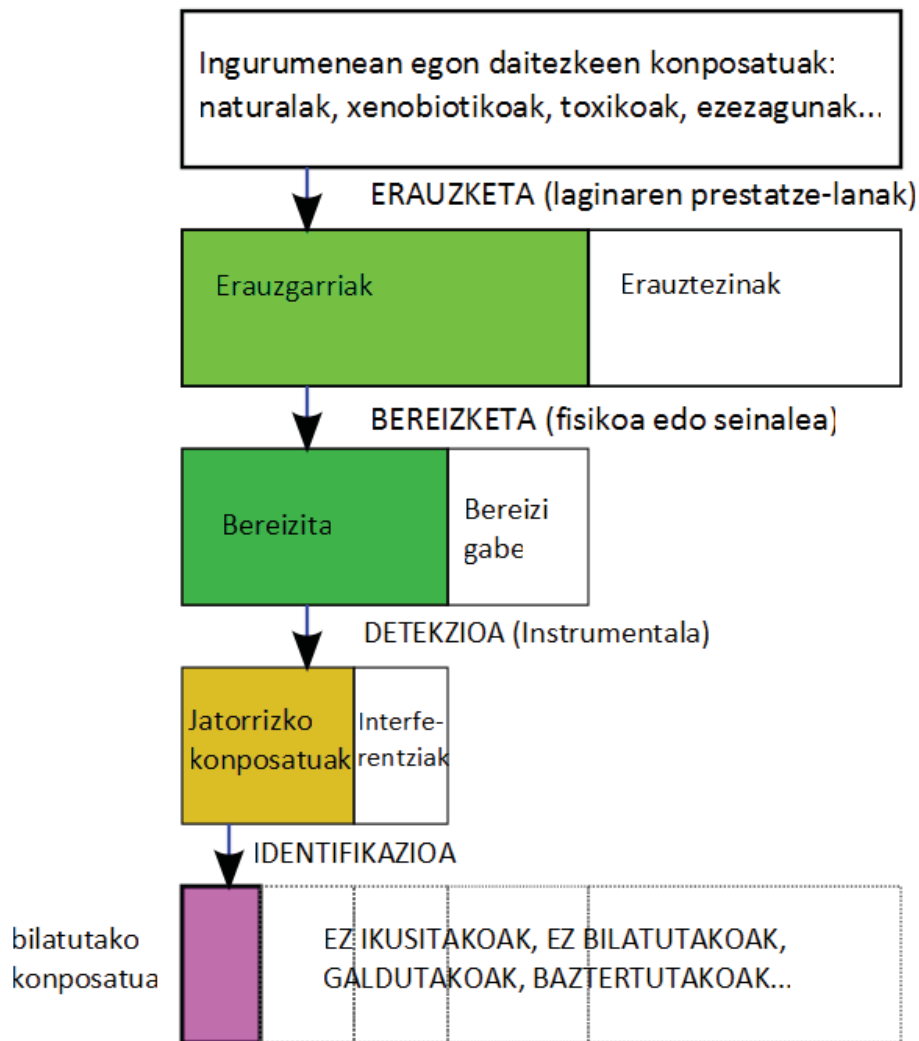 Ingurumenean egon daitezkeen konposatuak:
naturalak, xenobiotikoak, toxikoak, ezezagunak...
ERAUZKETA (laginaren prestatze-lanak)
Erauzgarriak
Erauztezinak
BEREIZKETA (fisikoa edo seinalea)
Bereizita
Bereizi
gabe
DETEKZIOA (Instrumentala)
Jatorrizko
konposatuak
Interfe-
rentziak
IDENTIFIKAZIOA
bilatutako
konposatua
EZ IKUSITAKOAK, EZ BILATUTAKOAK,
GALDUTAKOAK, BAZTERTUTAKOAK...